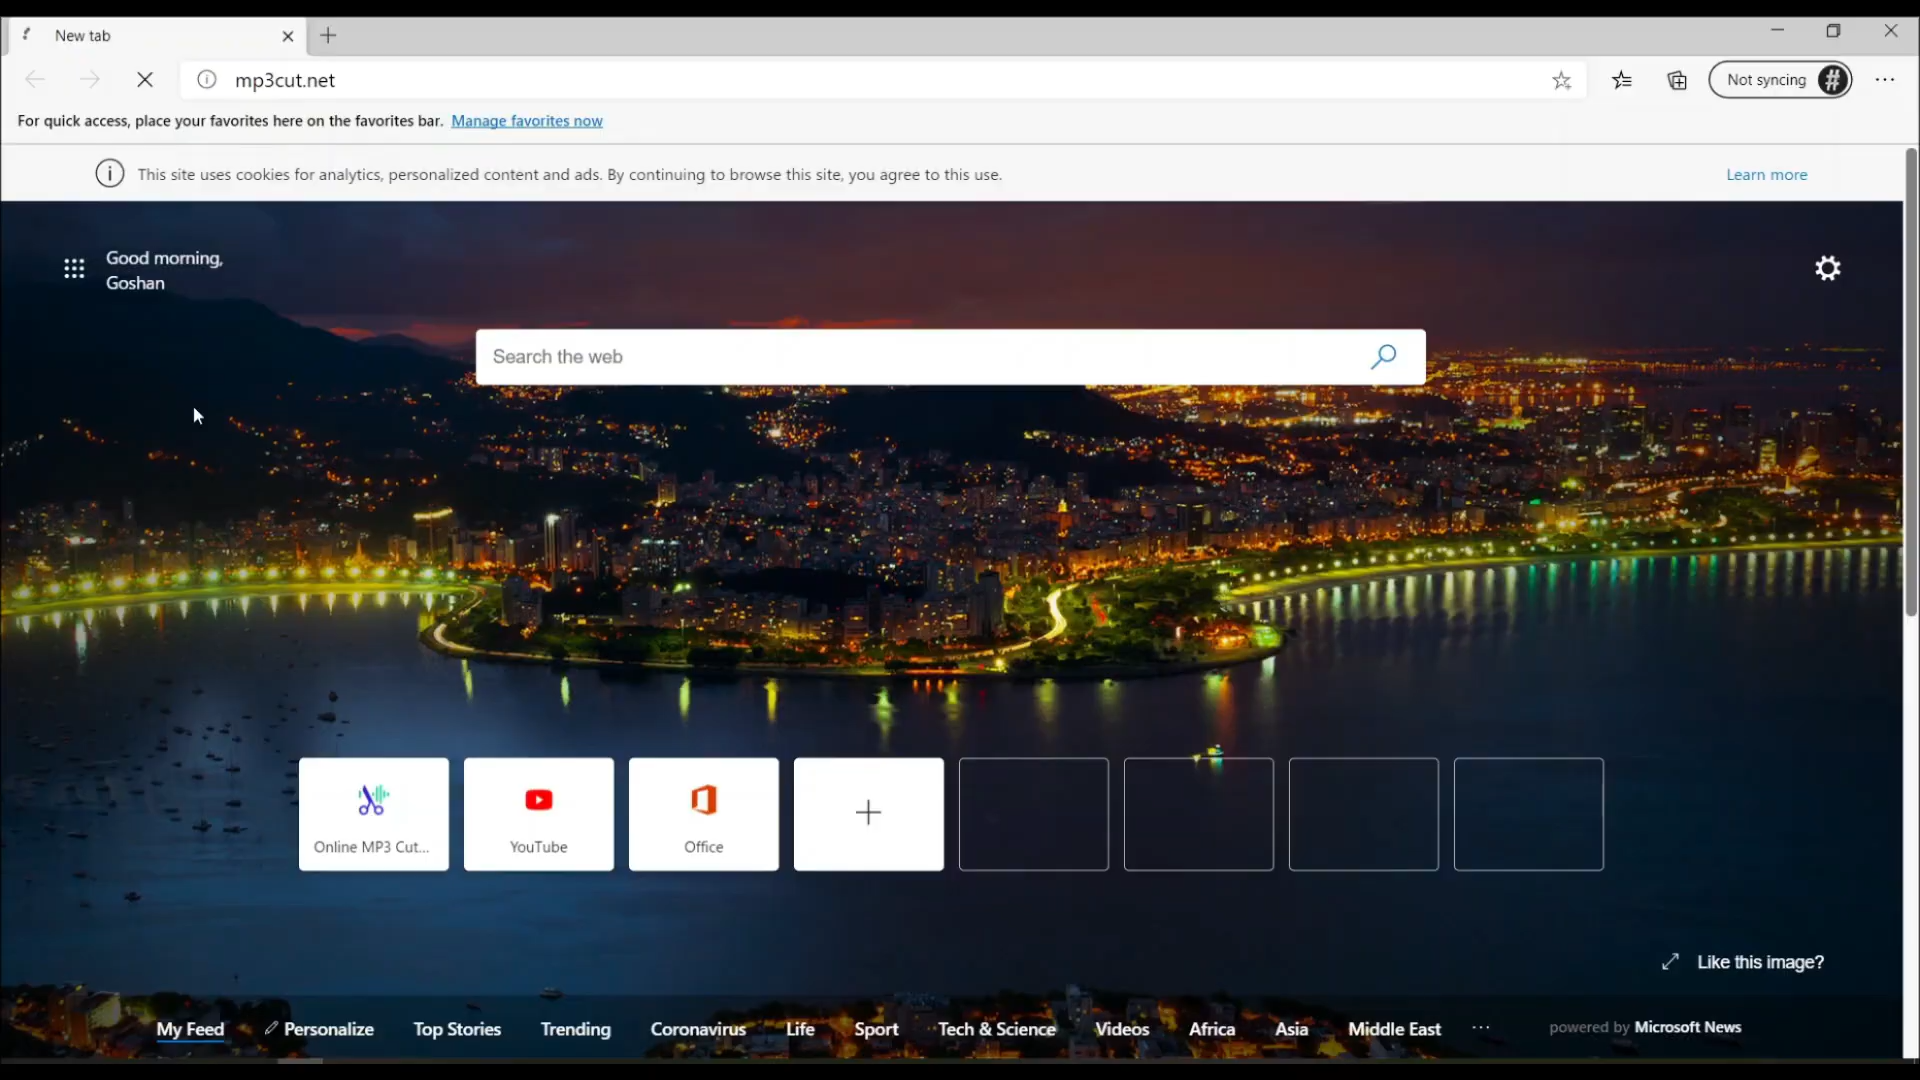 New tab
mp3cut.net
Not syncing
For quick access, place your favorites here on the favorites bar. Manage favorites now
This site uses cookies for analytics, personalized content and ads. By continuing to browse this site, you agree to this use.
Learn more
Good morning,
Goshan
Search the web
Online MP3 Cut...
YouTube
Office
Like this image?
My Feed
Personalize
Top Stories
Trending
Coronavirus
Life
Sport
Tech & Science
Videos
Africa
Asia
Middle East
powered by Microsoft News